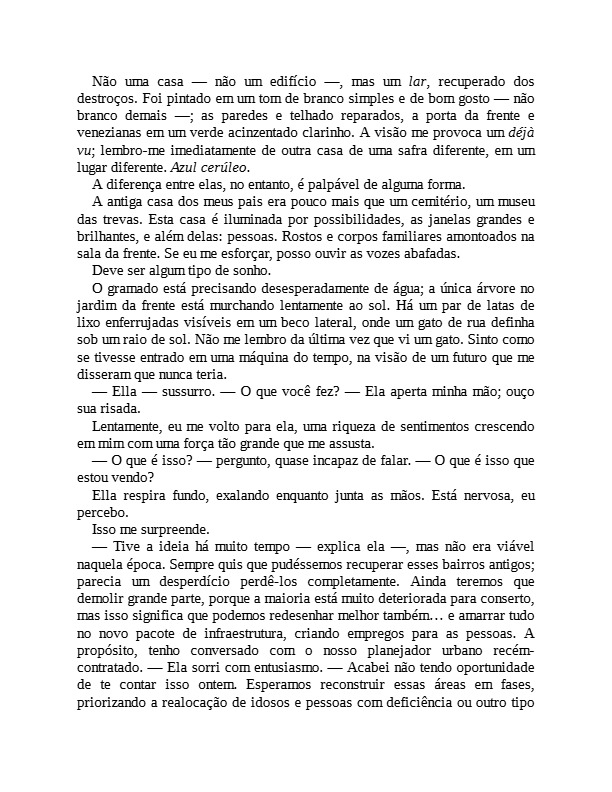 Não uma casa — não um edifício —, mas um lar, recuperado dos
destroços. Foi pintado em um tom de branco simples e de bom gosto — não
branco demais —; as paredes e telhado reparados, a porta da frente e
venezianas em um verde acinzentado clarinho. A visão me provoca um déjà
vu; lembro-me imediatamente de outra casa de uma safra diferente, em um
lugar diferente. Azul cerúleo.
A diferença entre elas, no entanto, é palpável de alguma forma.
A antiga casa dos meus pais era pouco mais que um cemitério, um museu
das trevas. Esta casa é iluminada por possibilidades, as janelas grandes e
brilhantes, e além delas: pessoas. Rostos e corpos familiares amontoados na
sala da frente. Se eu me esforçar, posso ouvir as vozes abafadas.
Deve ser algum tipo de sonho.
O gramado está precisando desesperadamente de água; a única árvore no
jardim da frente está murchando lentamente ao sol. Há um par de latas de
lixo enferrujadas visíveis em um beco lateral, onde um gato de rua definha
sob um raio de sol. Não me lembro da última vez que vi um gato. Sinto como
se tivesse entrado em uma máquina do tempo, na visão de um futuro que me
disseram que nunca teria.
— Ella — sussurro. — O que você fez? — Ela aperta minha mão; ouço
sua risada.
Lentamente, eu me volto para ela, uma riqueza de sentimentos crescendo
em mim com uma força tão grande que me assusta.
— O que é isso? — pergunto, quase incapaz de falar. — O que é isso que
estou vendo?
Ella respira fundo, exalando enquanto junta as mãos. Está nervosa, eu
percebo.
Isso me surpreende.
— Tive a ideia há muito tempo — explica ela —, mas não era viável
naquela época. Sempre quis que pudéssemos recuperar esses bairros antigos;
parecia um desperdício perdê-los completamente. Ainda teremos que
demolir grande parte, porque a maioria está muito deteriorada para conserto,
mas isso significa que podemos redesenhar melhor também… e amarrar tudo
no novo pacote de infraestrutura, criando empregos para as pessoas. A
propósito, tenho conversado com o nosso planejador urbano recém-
contratado. — Ela sorri com entusiasmo. — Acabei não tendo oportunidade
de te contar isso ontem. Esperamos reconstruir essas áreas em fases,
priorizando a realocação de idosos e pessoas com deficiência ou outro tipo